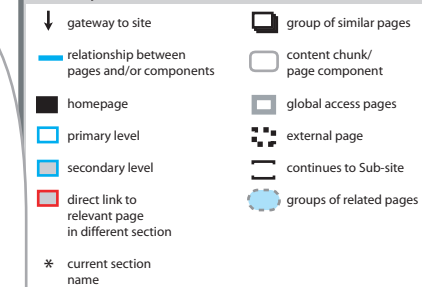 gateway to site
relationship between
pages and/or components
homepage
primary level
secondary level
direct link to
relevant page
in different section
* current section
name
group of similar pages
content chunk/
page component
global access pages
external page
continues to Sub-site
groups of related pages